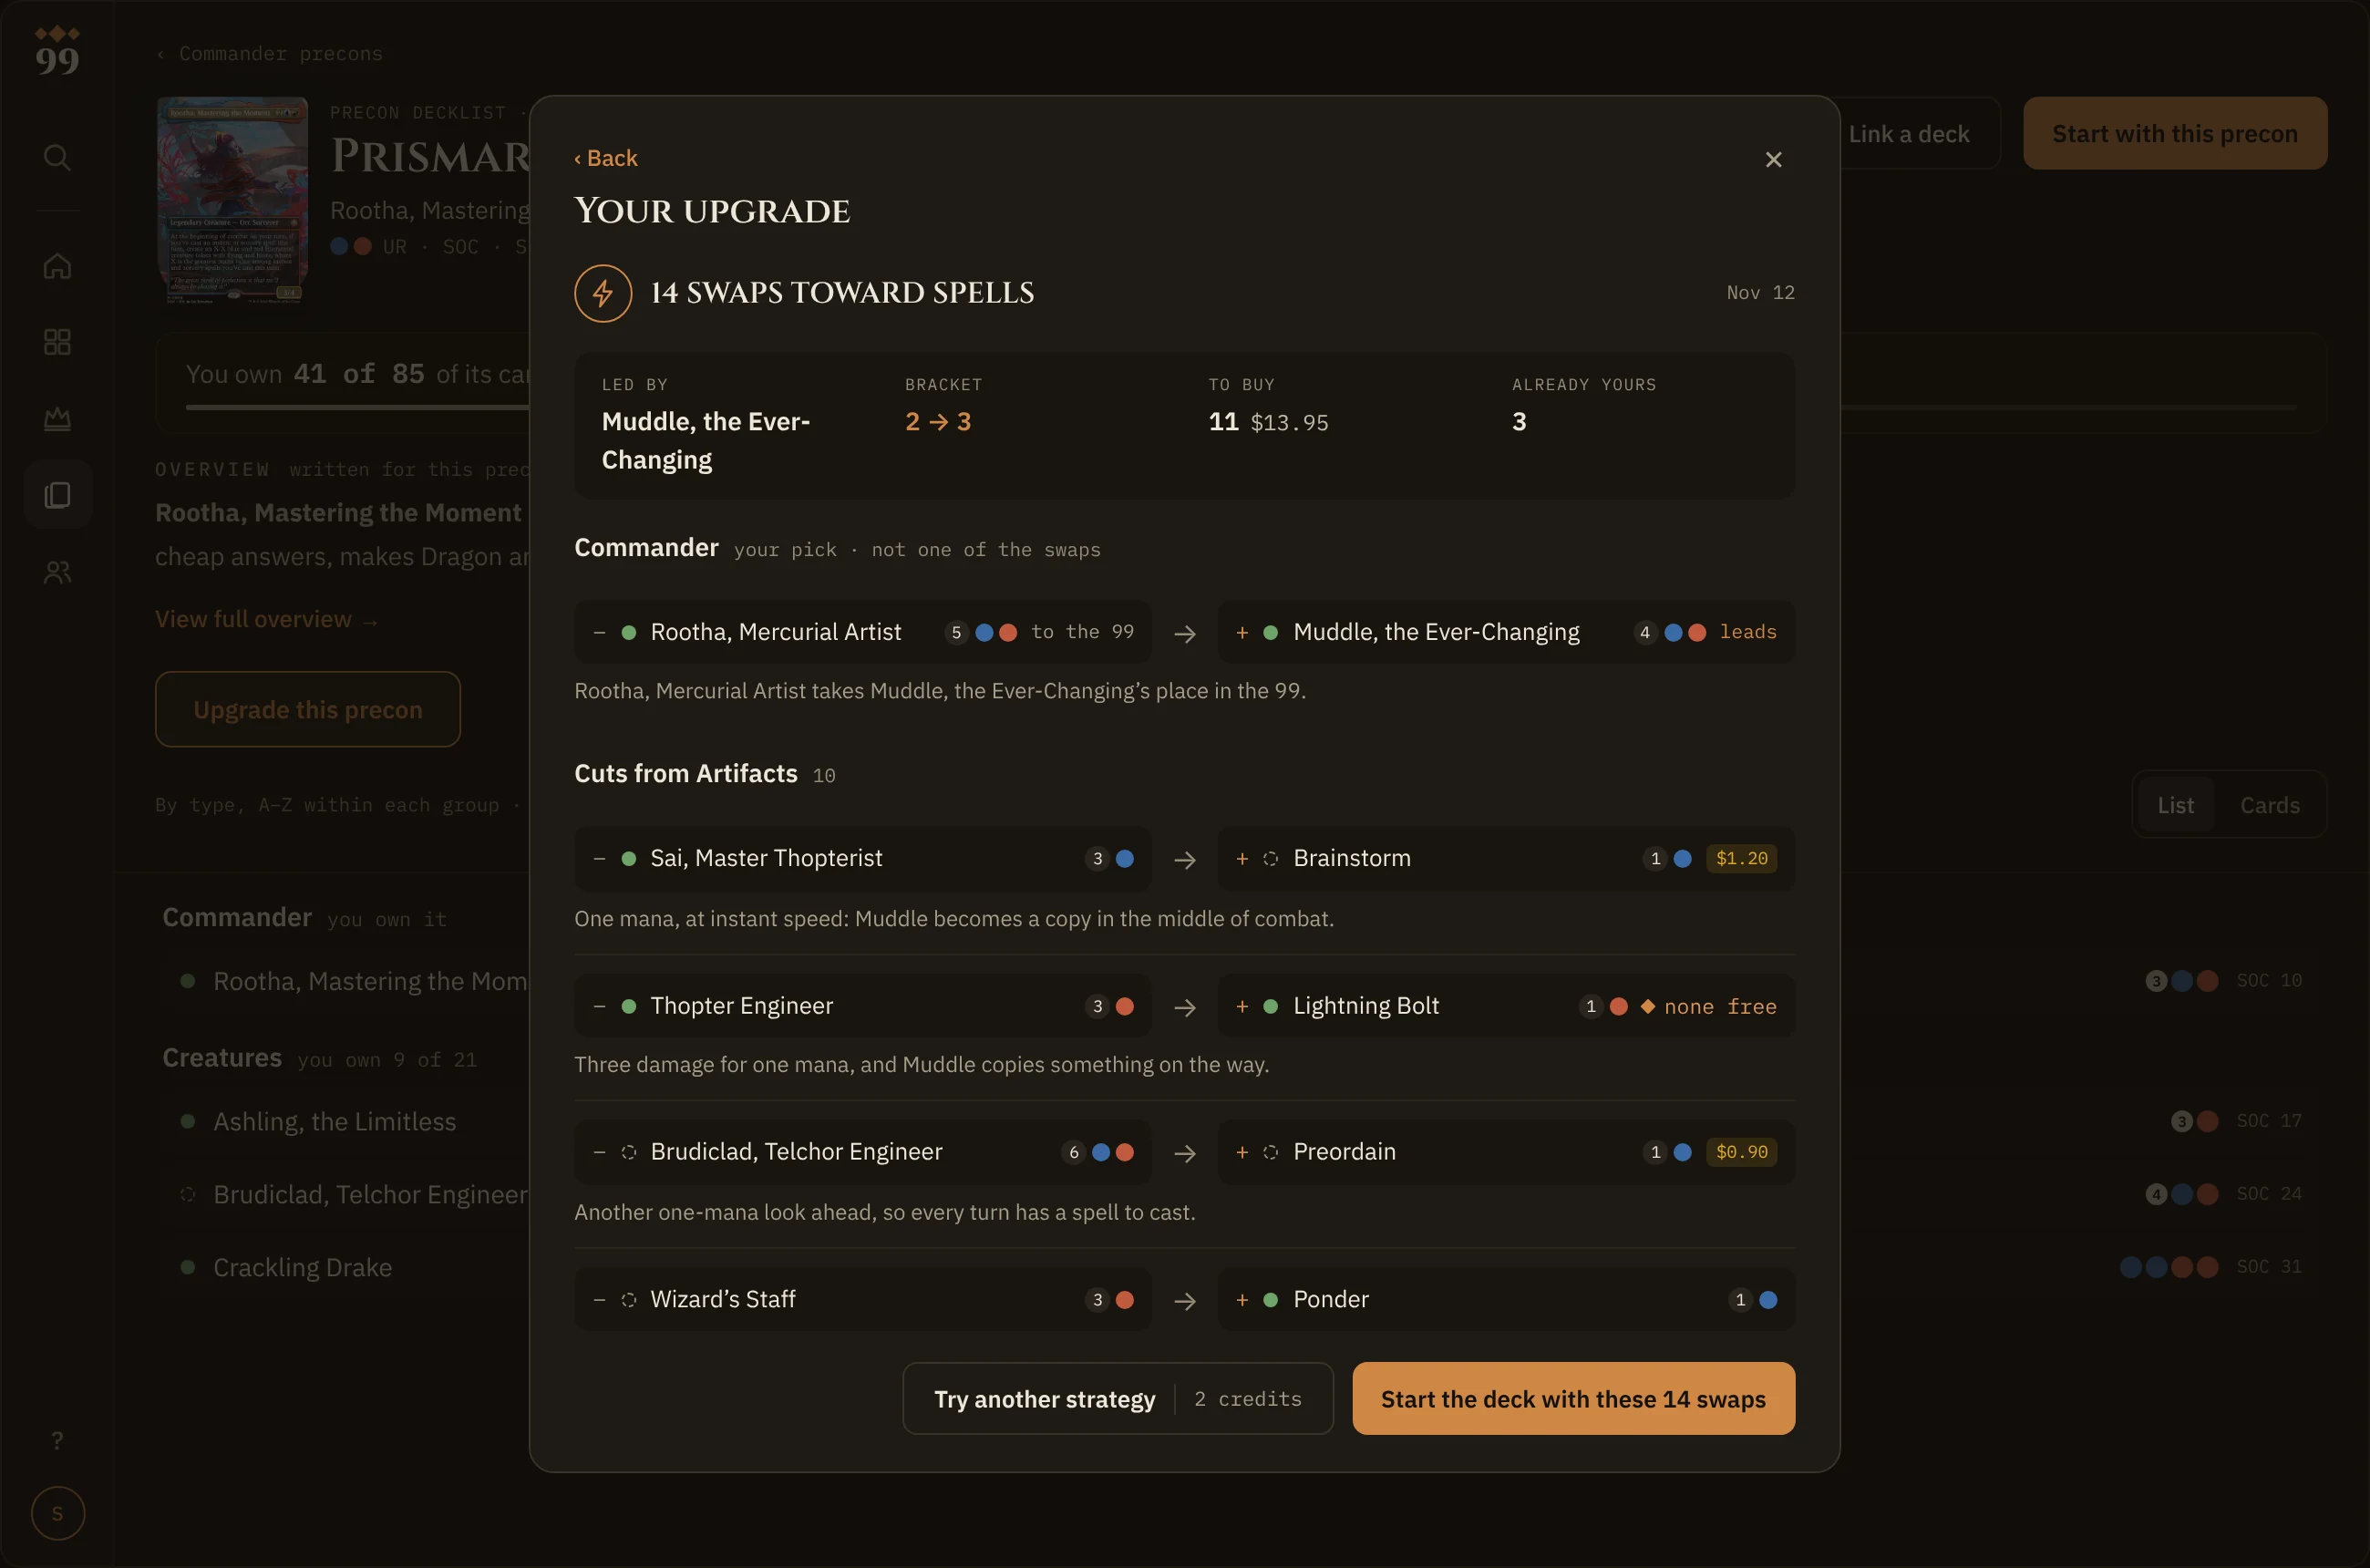 99
‹ Commander precons
PRECON DECKLIST ·
PRISMAR
Rootha, Mastering
UR · SOC · S
Link a deck
Start with this precon
You own 41 of 85 of its car
OVERVIEW written for this prec
Rootha, Mastering the Moment
cheap answers, makes Dragon ar
View full overview →
Upgrade this precon
By type, A–Z within each group ·
List Cards
Commander you own it
Rootha, Mastering the Mom
3 SOC 10
Creatures you own 9 of 21
Ashling, the Limitless
3 SOC 17
Brudiclad, Telchor Engineer
4 SOC 24
Crackling Drake
SOC 31
?
S
‹ Back
×
YOUR UPGRADE
14 SWAPS TOWARD SPELLS
Nov 12
LED BY BRACKET TO BUY ALREADY YOURS
Muddle, the Ever-Changing 2 → 3 11 $13.95 3
Commander your pick · not one of the swaps
− Rootha, Mercurial Artist 5 to the 99 → + Muddle, the Ever-Changing 4 leads
Rootha, Mercurial Artist takes Muddle, the Ever-Changing’s place in the 99.
Cuts from Artifacts 10
− Sai, Master Thopterist 3 → + Brainstorm 1 $1.20
One mana, at instant speed: Muddle becomes a copy in the middle of combat.
− Thopter Engineer 3 → + Lightning Bolt 1 ◆ none free
Three damage for one mana, and Muddle copies something on the way.
− Brudiclad, Telchor Engineer 6 → + Preordain 1 $0.90
Another one-mana look ahead, so every turn has a spell to cast.
− Wizard’s Staff 3 → + Ponder 1
Try another strategy 2 credits
Start the deck with these 14 swaps